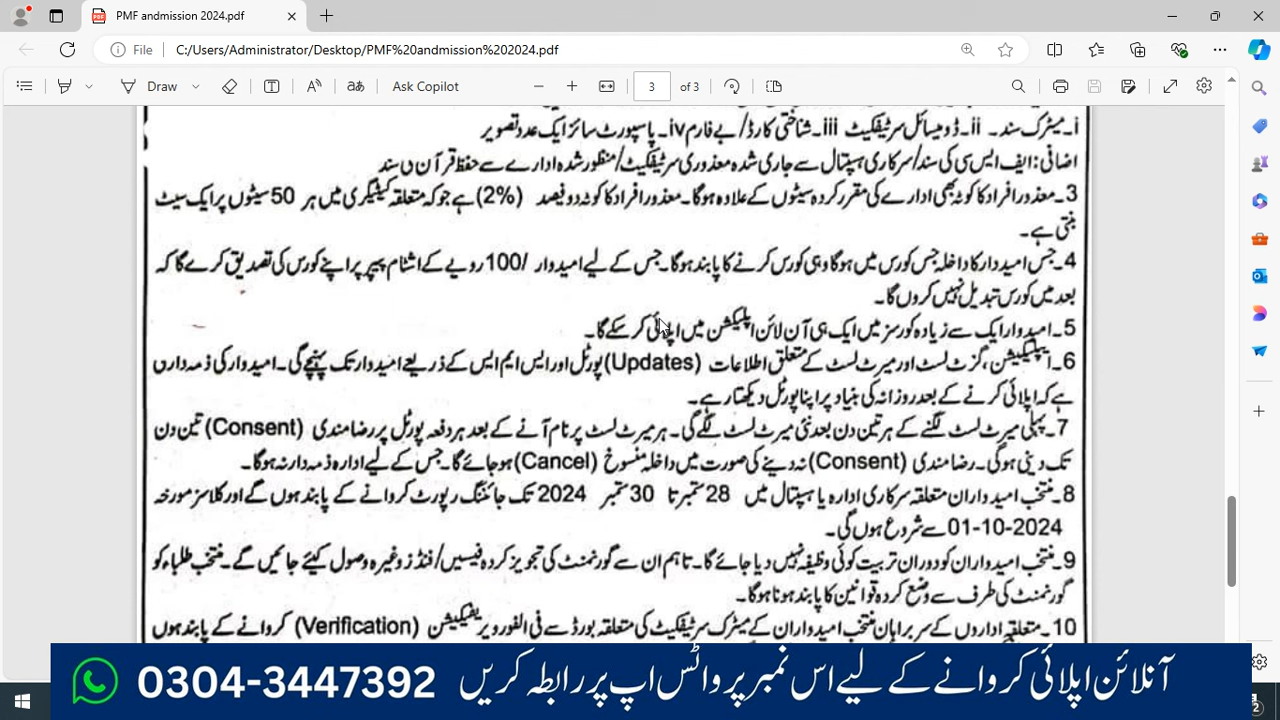 PMF andmission 2024.pdf
File C:/Users/Administrator/Desktop/PMF%20andmission%202024.pdf
Draw Ask Copilot 3 of 3
i۔میٹرک سند۔ ii۔ڈومیسائل سرٹیفکیٹ iii۔شناختی کارڈ/بے فارم iv۔پاسپورٹ سائز ایک عدد تصویر
اضافی: ایف ایس سی کی سند/سرکاری ہسپتال سے جاری شدہ معذوری سرٹیفکیٹ/منظور شدہ ادارے سے حفظ قرآن دی سند
3۔معذور افراد کا کوٹہ بھی ادارے کی مقرر کردہ سیٹوں کے علاوہ ہوگا۔معذور افراد کا کوٹہ دو فیصد (2%) ہے جو کہ متعلقہ کیٹیگری میں ہر 50 سیٹوں پر ایک سیٹ
بنتی ہے۔
4۔جس امیدوار کا داخلہ جس کورس میں ہوگا وہی کورس کرنے کا پابند ہوگا۔جس کے لیے امیدوار /100 روپے کے اشٹام پیپر پر اپنے کورس کی تصدیق کرے گا کہ
بعد میں کورس تبدیل نہیں کروں گا۔
5۔امیدوار ایک سے زیادہ کورسز میں ایک ہی آن لائن اپلیکیشن میں اپلائی کر سکے گا۔
6۔اپیلیکیشن، گزٹ لسٹ اور میرٹ لسٹ کے متعلق اطلاعات (Updates) پورٹل اور ایس ایم ایس کے ذریعے امیدوار تک پہنچے گی۔امیدوار کی ذمہ داری
ہے کہ اپلائی کرنے کے بعد روزانہ کی بنیاد پر اپنا پورٹل دیکھتا رہے۔
7۔پہلی میرٹ لسٹ لگنے کے ہر تین دن بعد نئی میرٹ لسٹ لگے گی۔ہر میرٹ لسٹ پر نام آنے کے بعد ہر دفعہ پورٹل پر رضا مندی (Consent) تین دن
تک دینی ہوگی۔رضا مندی (Consent) نہ دینے کی صورت میں داخلہ منسوخ (Cancel) ہو جائے گا۔جس کے لیے ادارہ ذمہ دار نہ ہوگا۔
8۔منتخب امیدواران متعلقہ سرکاری ادارہ یا ہسپتال میں 28 ستمبر تا 30 ستمبر 2024 تک جائننگ رپورٹ کروانے کے پابند ہوں گے اور کلاسز مورخہ
01-10-2024 سے شروع ہوں گی۔
9۔منتخب امیدواران کو دوران تربیت کوئی وظیفہ نہیں دیا جائے گا۔تاہم ان سے گورنمنٹ کی تجویز کردہ فیسیں/فنڈز وغیرہ وصول کیئے جائیں گے۔منتخب طلباء کو
گورنمنٹ کی طرف سے وضع کردہ قوانین کا پابند ہونا ہوگا۔
10۔متعلقہ اداروں کے سربراہان منتخب امیدواران کے میٹرک سرٹیفکیٹ کی متعلقہ بورڈ سے فی الفور ویریفیکیشن (Verification) کروانے کے پابند ہوں
0304-3447392 آنلائن اپلائی کروانے کے لیے اس نمبر پر واٹس اپ پر رابطہ کریں